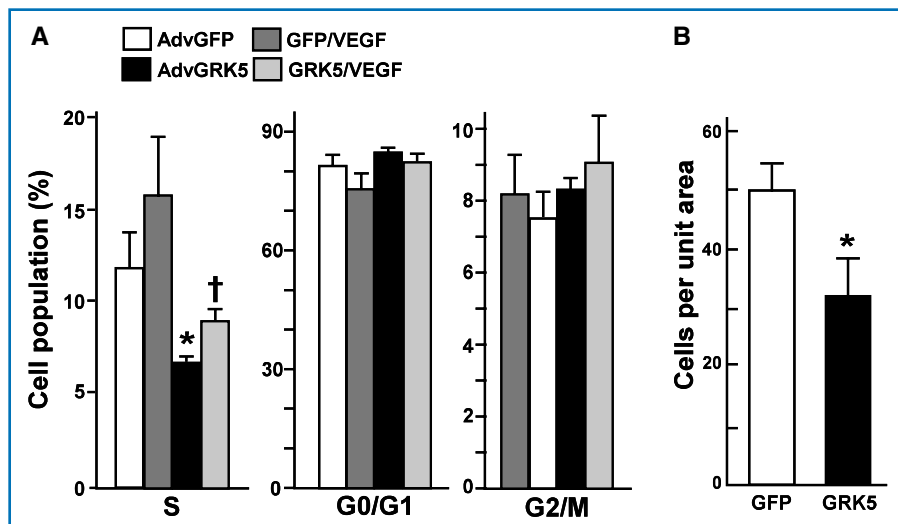 A
AdvGFP
GFP/VEGF
AdvGRK5
GRK5/VEGF
Cell population (%)
20
15
10
5
0
*
†
S
90
60
30
0
G0/G1
10
8
6
4
2
0
G2/M
B
Cells per unit area
60
40
20
0
*
GFP
GRK5